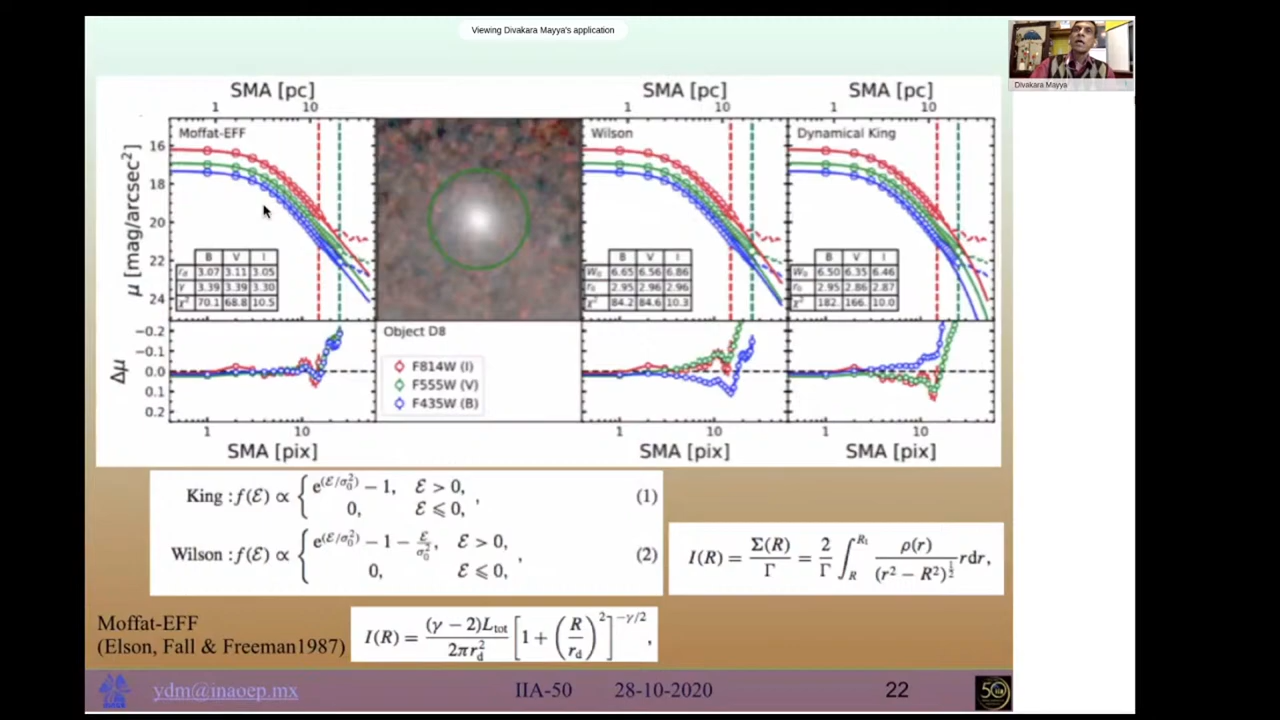 Viewing Divakara Mayya's application
Divakara Mayya
SMA [pc]
SMA [pc]
SMA [pc]
1 10
1 10
1 10
Moffat-EFF
Wilson
Dynamical King
μ [mag/arcsec²]
16
18
20
22
24
B V I
r_d 3.07 3.11 3.05
γ 3.39 3.39 3.30
χ² 70.1 68.8 10.5
B V I
W₀ 6.65 6.56 6.86
r₀ 2.95 2.96 2.96
χ² 84.2 84.6 10.3
B V I
W₀ 6.50 6.35 6.46
r₀ 2.95 2.86 2.87
χ² 182. 166. 10.0
Δμ
−0.2
−0.1
0.0
0.1
0.2
Object D8
F814W (I)
F555W (V)
F435W (B)
1 10
1 10
1 10
SMA [pix]
SMA [pix]
SMA [pix]
King : f(ℰ) ∝ { e^(ℰ/σ₀²) − 1, ℰ > 0,
0, ℰ ⩽ 0, , (1)
Wilson : f(ℰ) ∝ { e^(ℰ/σ₀²) − 1 − ℰ/σ₀², ℰ > 0,
0, ℰ ⩽ 0, , (2)
I(R) = Σ(R)/Γ = 2/Γ ∫_R^{R_t} ρ(r)/(r² − R²)^{1/2} rdr,
Moffat-EFF
(Elson, Fall & Freeman1987)
I(R) = (γ − 2)L_tot/2πr_d² [1 + (R/r_d)²]^{−γ/2},
ydm@inaoep.mx
IIA-50 28-10-2020
22